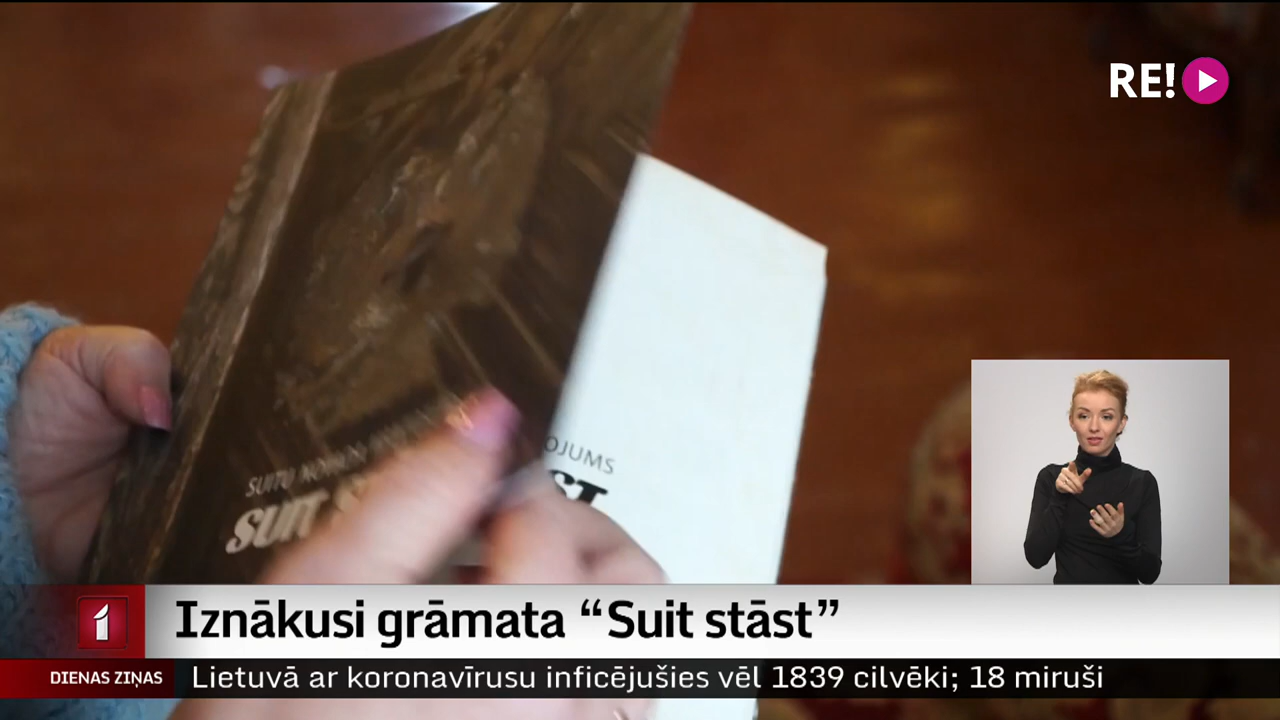 RE!
OJUMS
SUIT
Iznākusi grāmata “Suit stāst”
1
DIENAS ZIŅAS
Lietuvā ar koronavīrusu inficējušies vēl 1839 cilvēki; 18 miruši